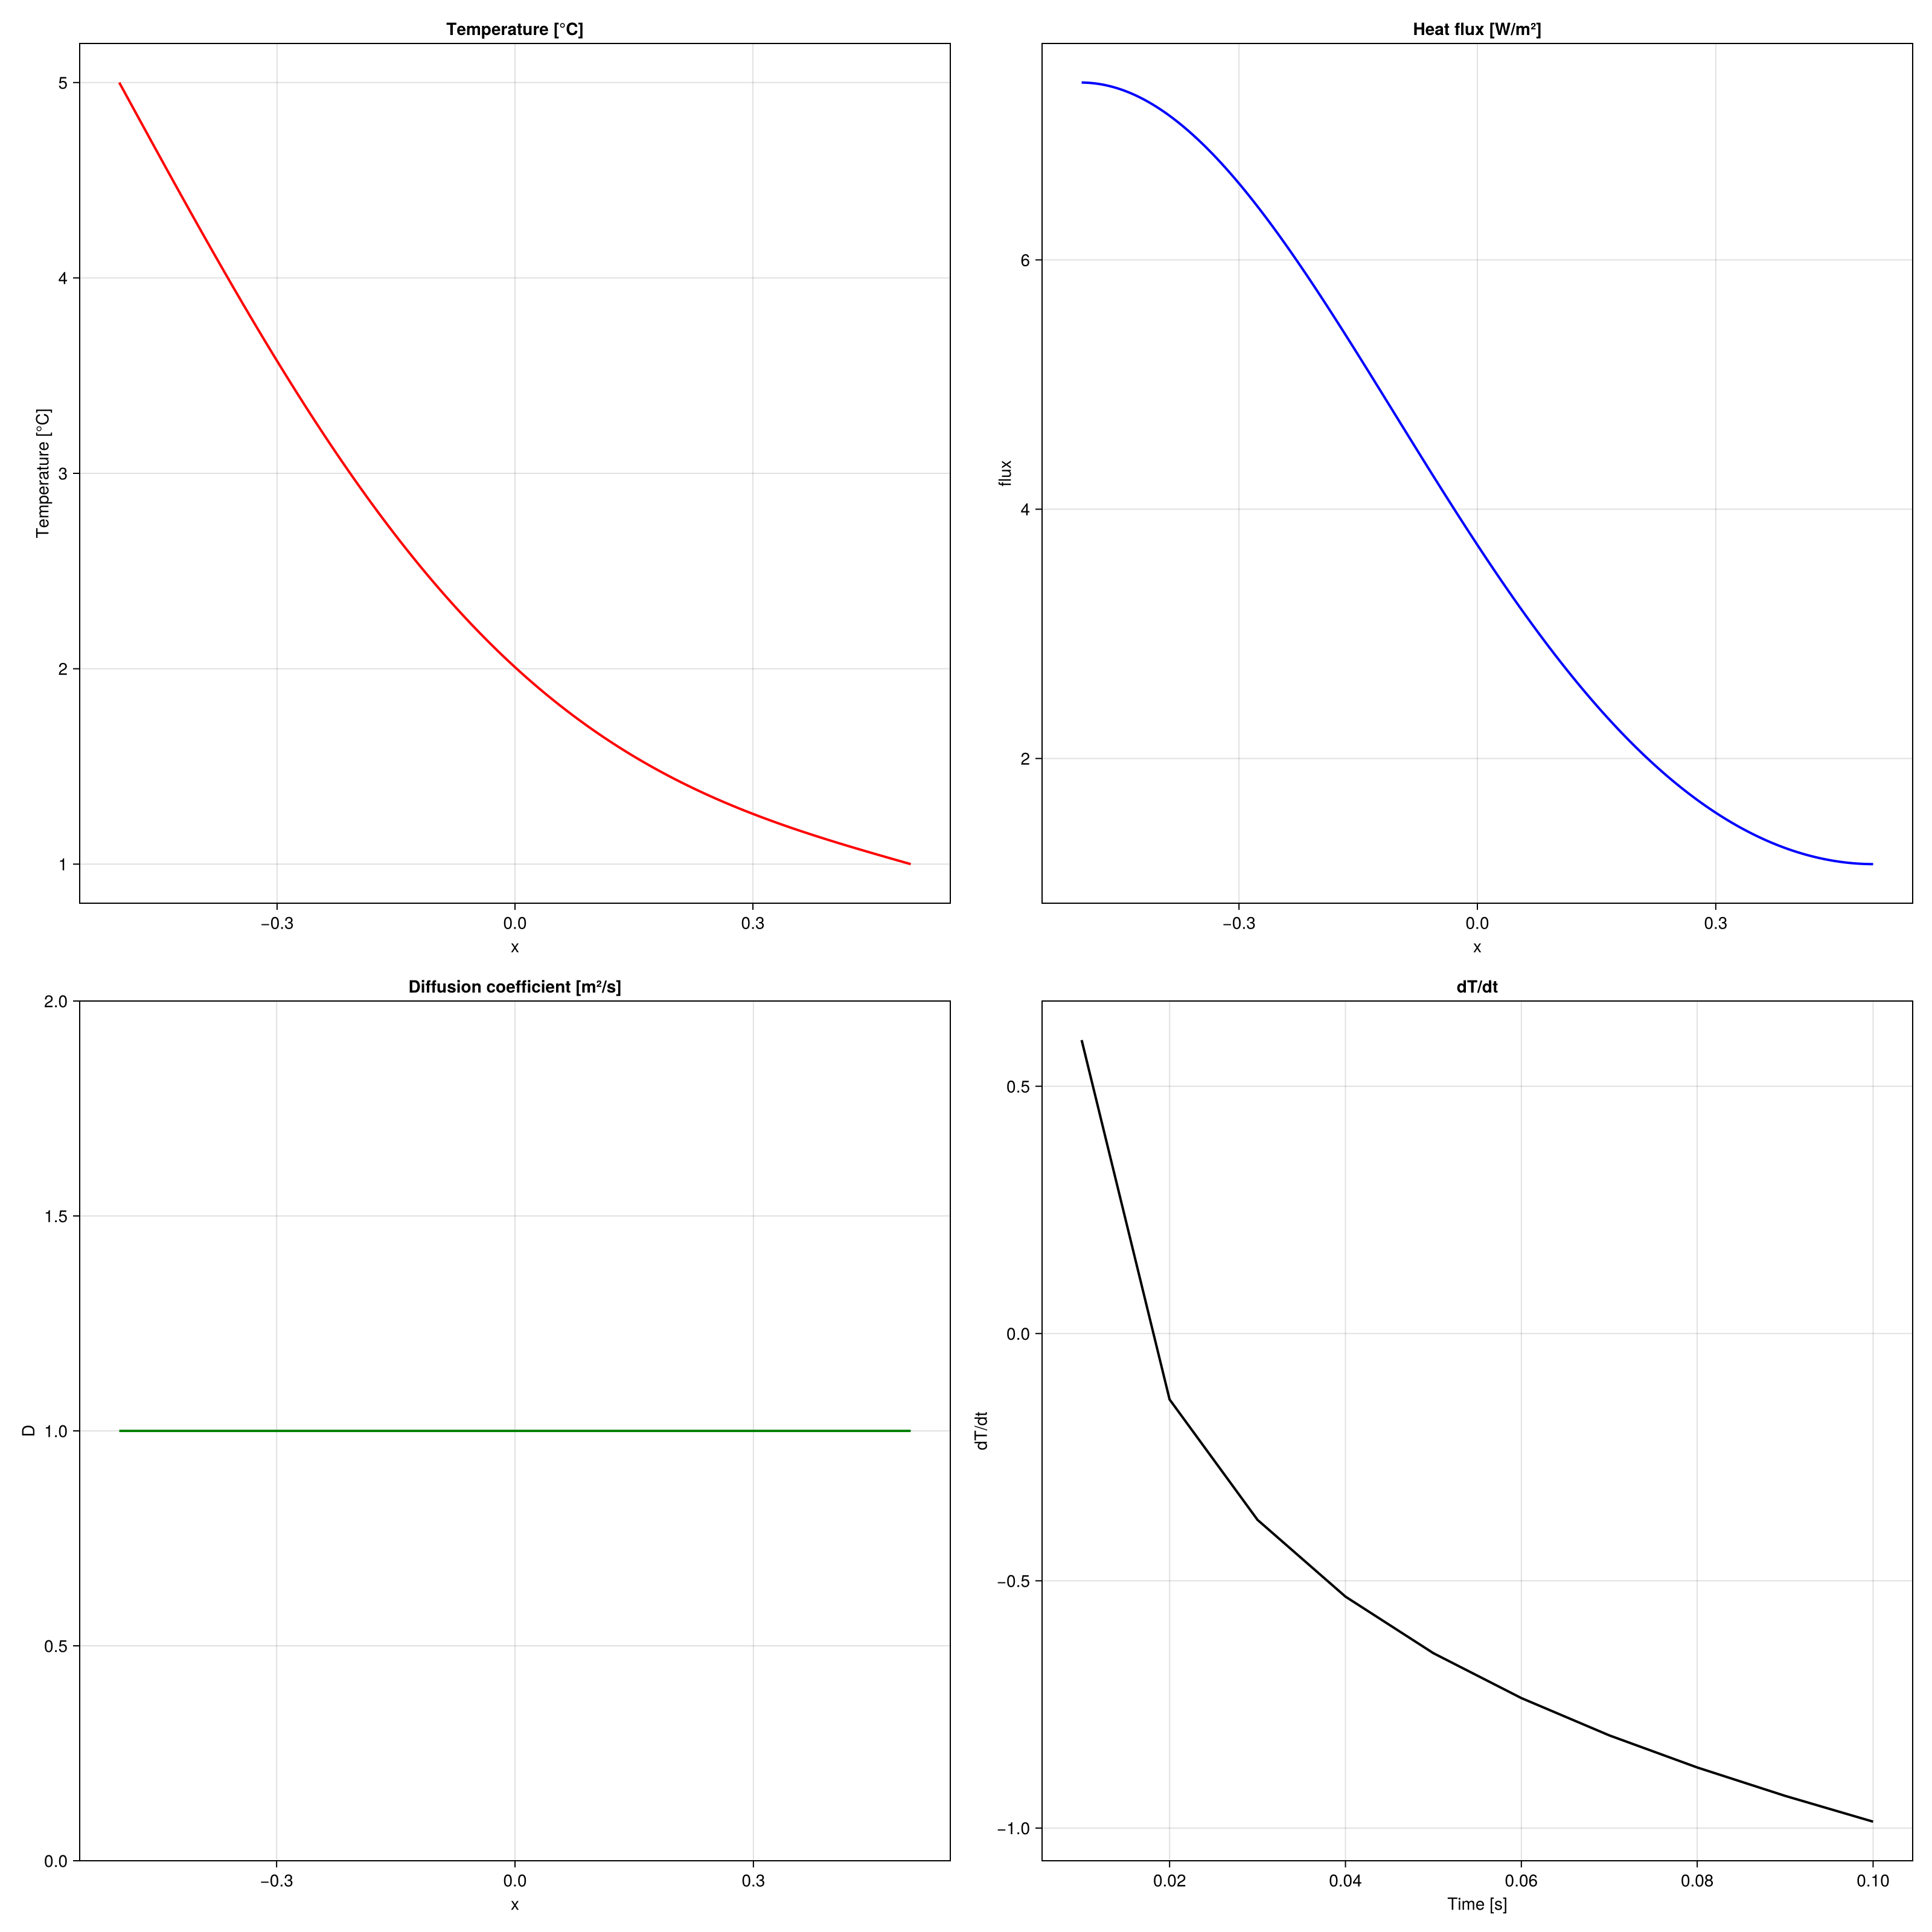 Temperature [°C]
5
4
3
2
1
Temperature [°C]
−0.3
0.0
0.3
x
Heat flux [W/m²]
6
4
2
flux
−0.3
0.0
0.3
x
Diffusion coefficient [m²/s]
2.0
1.5
1.0
0.5
0.0
D
−0.3
0.0
0.3
x
dT/dt
0.5
0.0
−0.5
−1.0
dT/dt
0.02
0.04
0.06
0.08
0.10
Time [s]